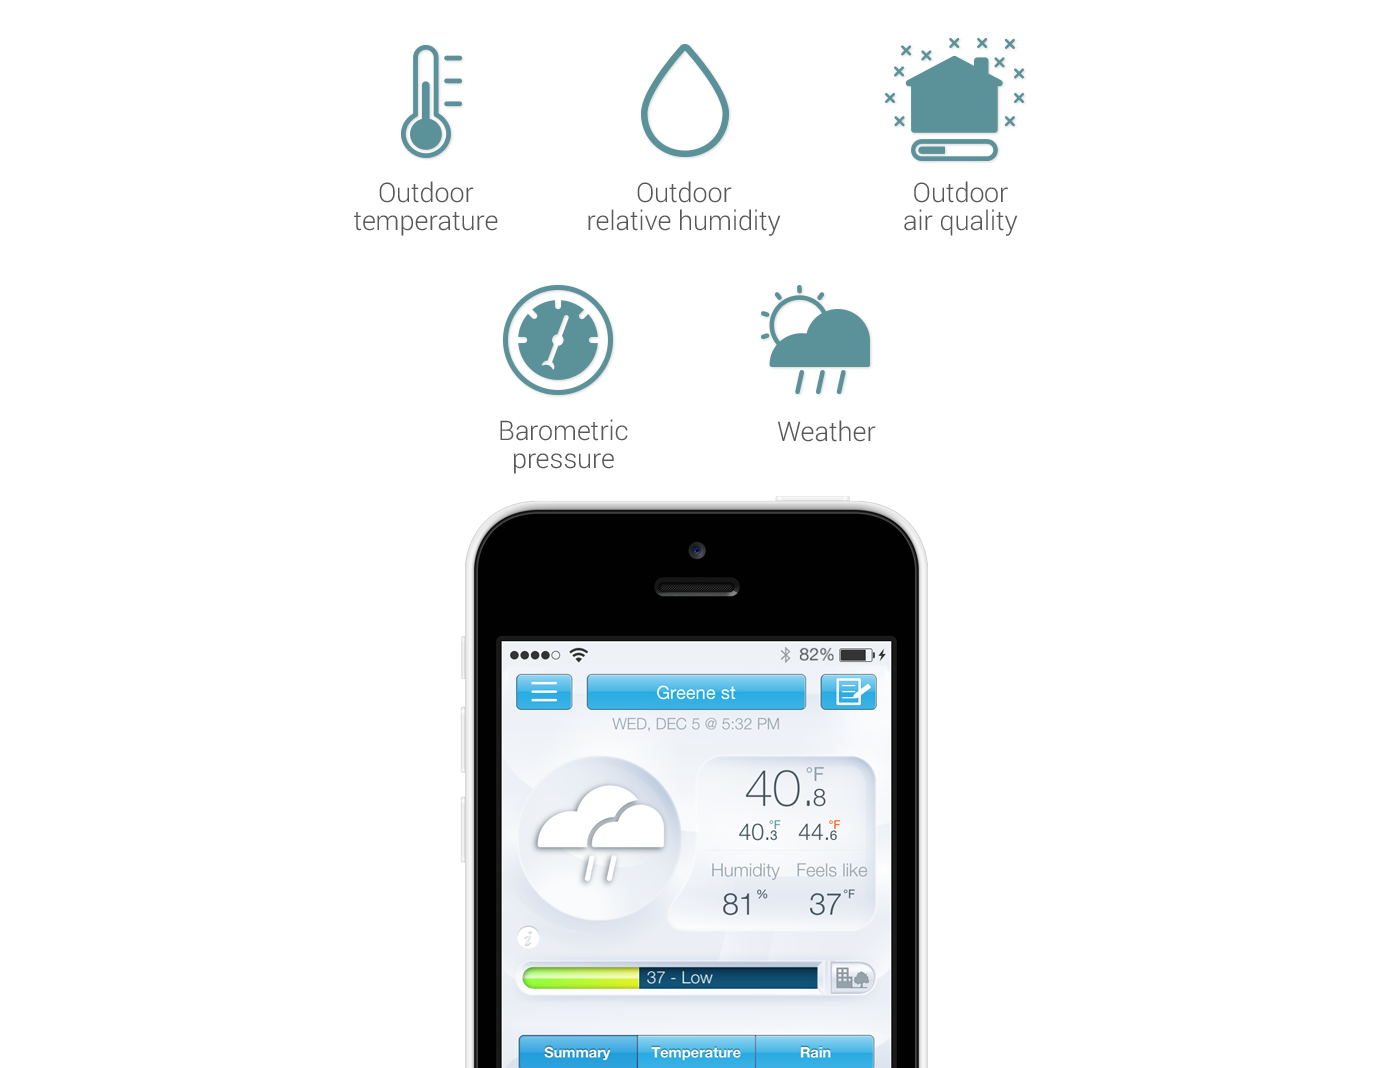 Outdoor
temperature
Outdoor
relative humidity
Outdoor
air quality
Barometric
pressure
Weather
82%
Greene st
WED, DEC 5 @ 5:32 PM
40.8 °F
40.3 °F 44.6 °F
Humidity Feels like
81 % 37 °F
i
37 - Low
Summary Temperature Rain